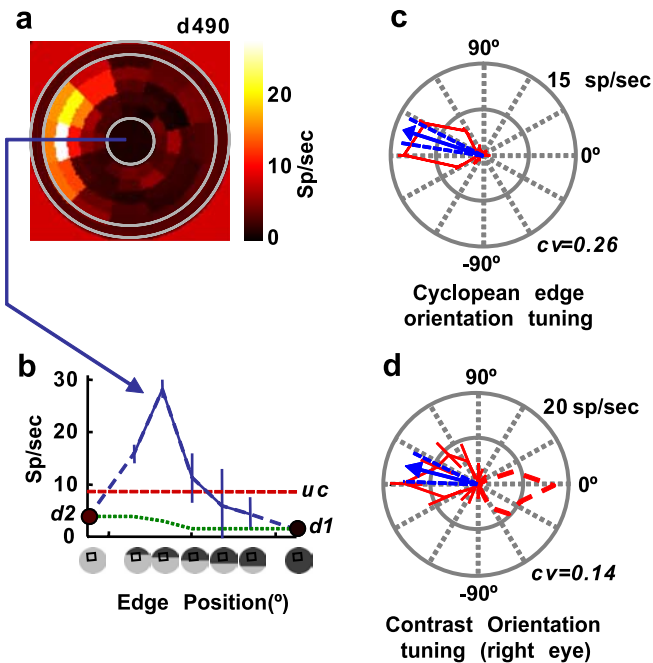 a
d490
20
10
0
Sp/sec
b
30
20
10
0
Sp/sec
uc
d2
d1
Edge Position(º)
c
90º
15 sp/sec
0º
-90º
cv=0.26
Cyclopean edge
orientation tuning
d
90º
20 sp/sec
0º
-90º
cv=0.14
Contrast Orientation
tuning (right eye)